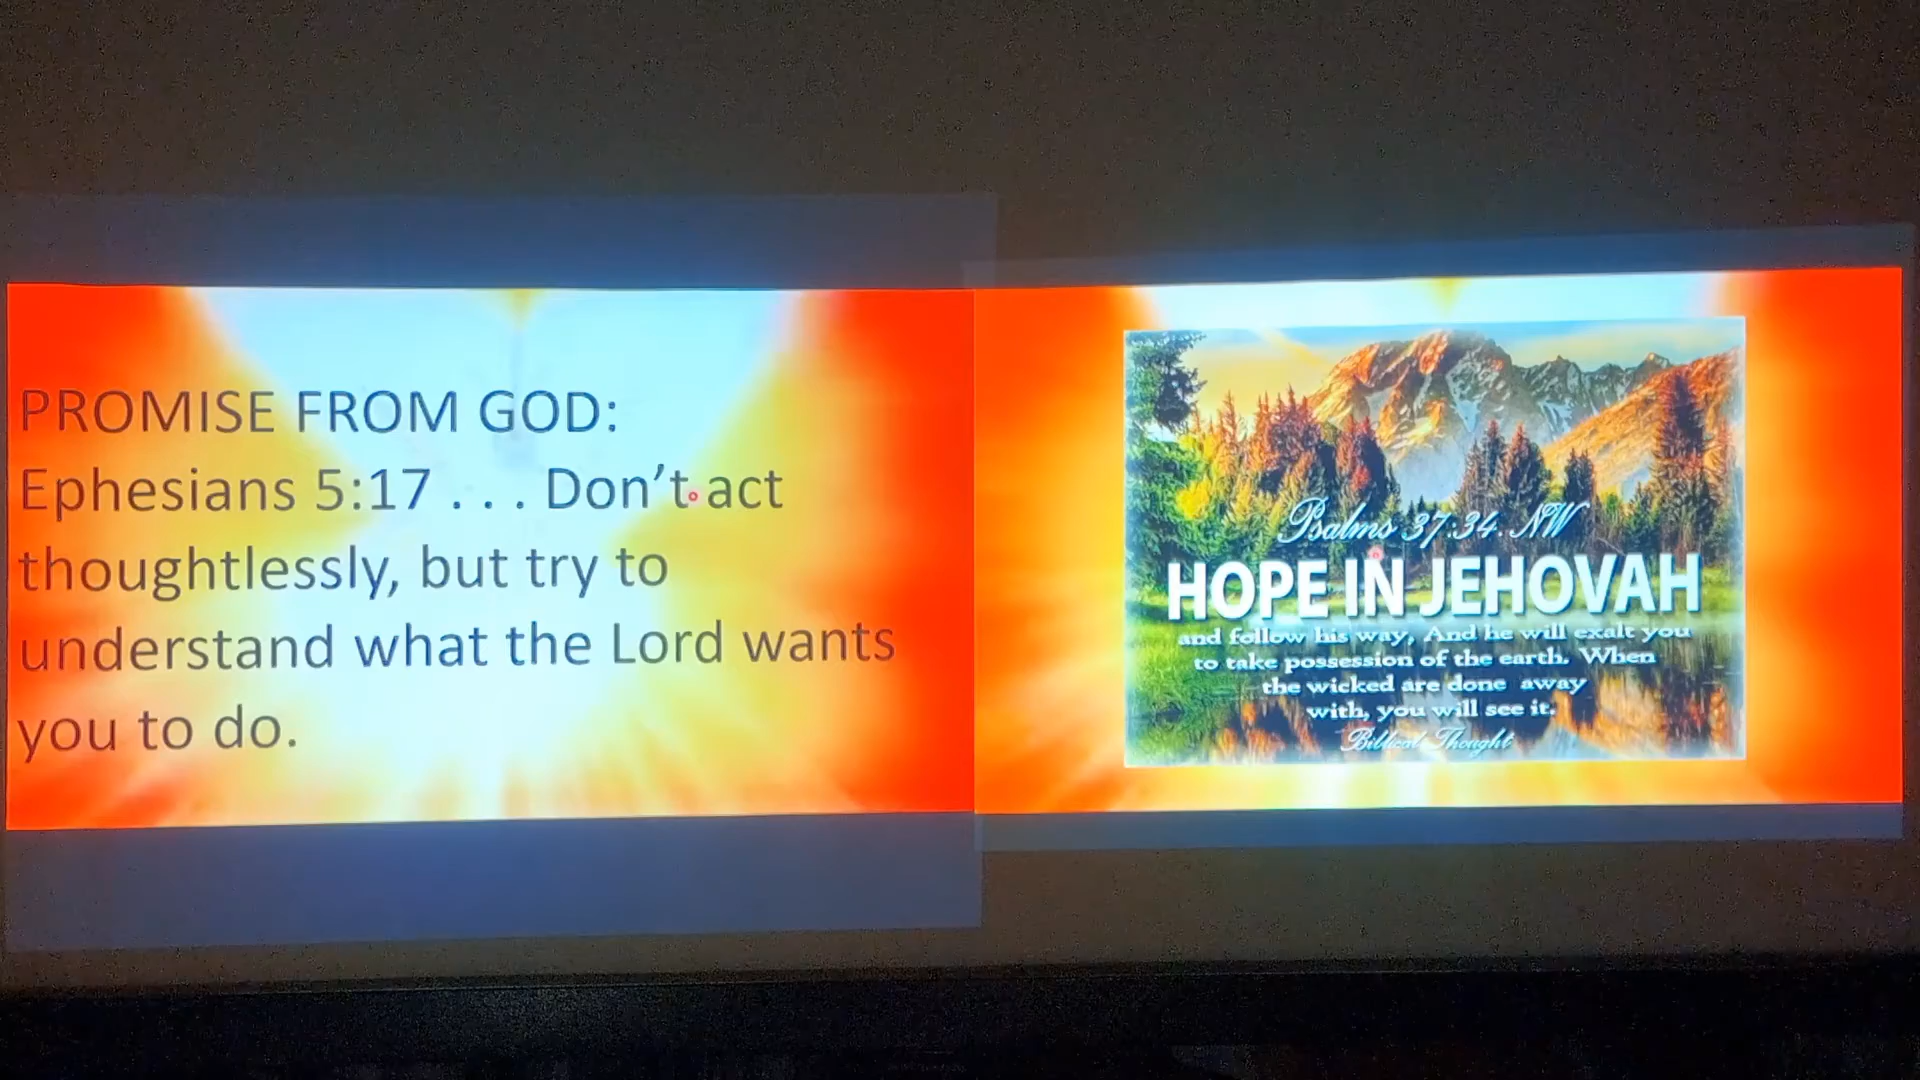 PROMISE FROM GOD:
Ephesians 5:17 . . . Don't act
thoughtlessly, but try to
understand what the Lord wants
you to do.
Psalms 37:34. NW
HOPE IN JEHOVAH
and follow his way, And he will exalt you
to take possession of the earth. When
the wicked are done away
with, you will see it.
Biblical Thought